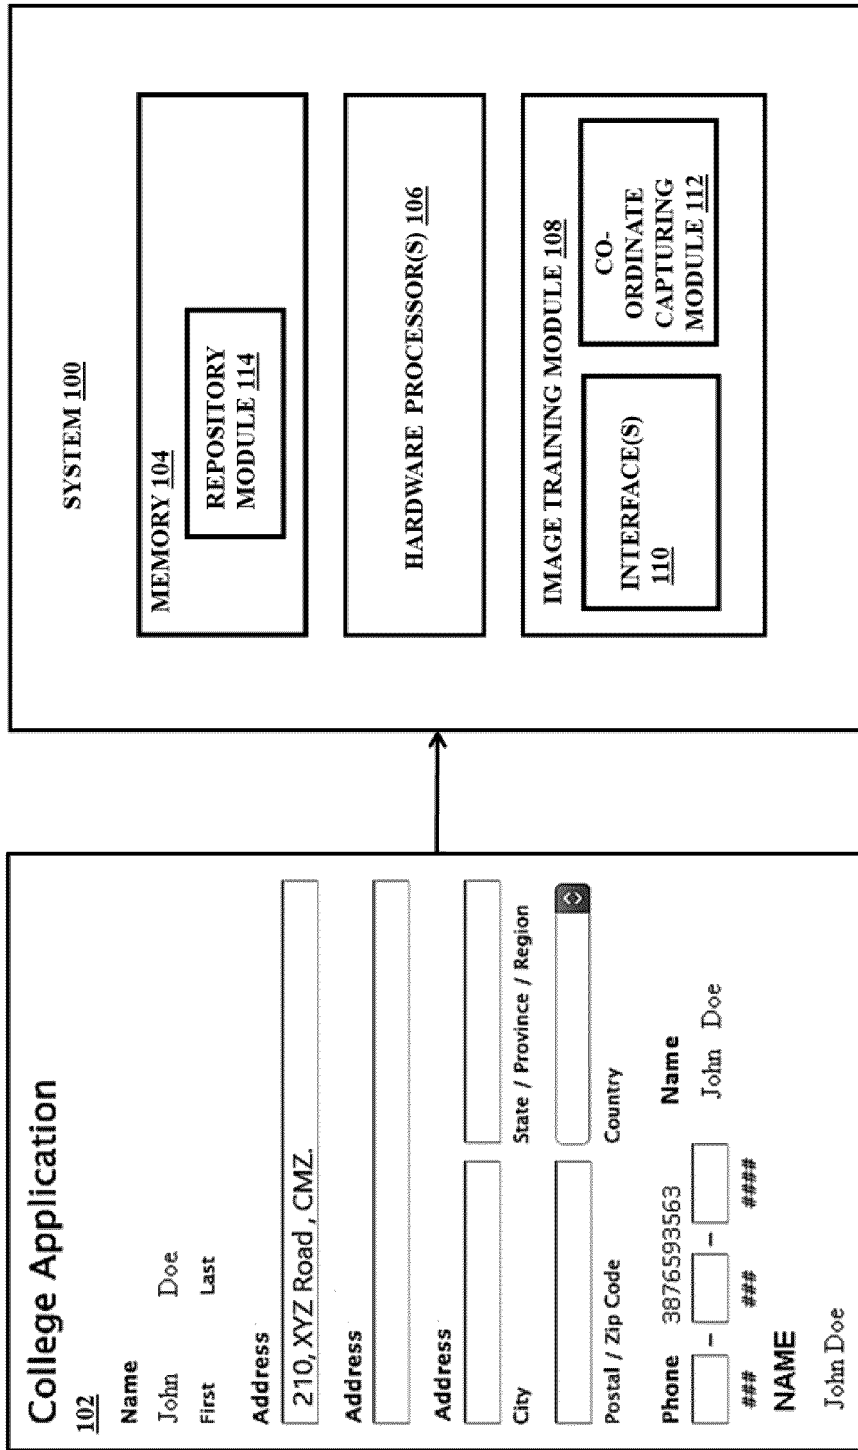 College Application
102
Name
John Doe
First Last
Address
210, XYZ Road , CMZ.
Address
Address
City State / Province / Region
Postal / Zip Code Country
Phone 3876593563 Name
– – John Doe
### ### ####
NAME
John Doe
SYSTEM 100
MEMORY 104
REPOSITORY
MODULE 114
HARDWARE PROCESSOR(S) 106
IMAGE TRAINING MODULE 108
INTERFACE(S)
110
CO-
ORDINATE
CAPTURING
MODULE 112